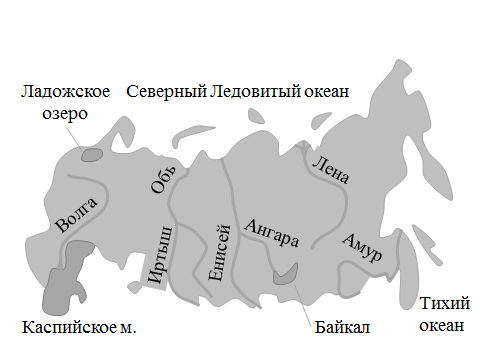 Ладожское
озеро
Северный Ледовитый океан
Обь
Лена
Волга
Иртыш
Енисей
Ангара
Амур
Каспийское м.
Байкал
Тихий
океан